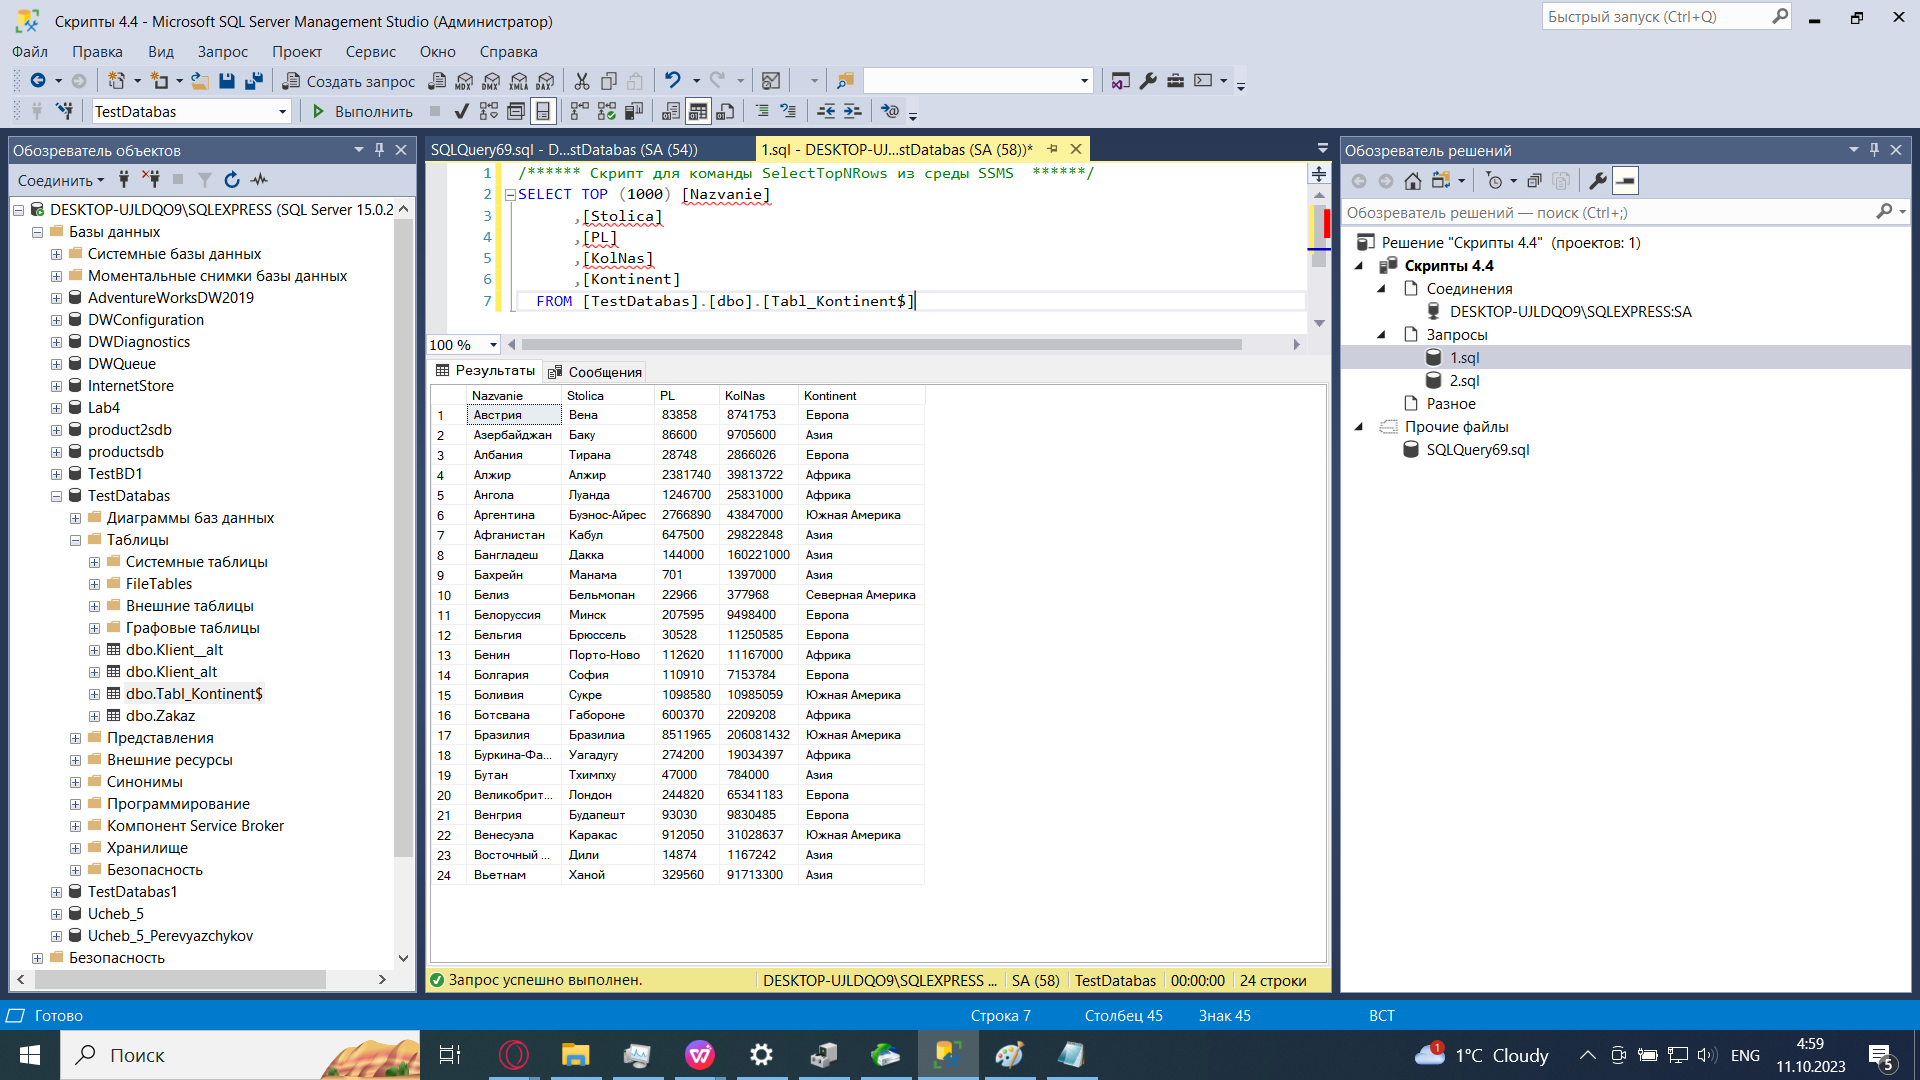 Скрипты 4.4 - Microsoft SQL Server Management Studio (Администратор)
Быстрый запуск (Ctrl+Q)
Файл Правка Вид Запрос Проект Сервис Окно Справка
Создать запрос
MDX DMX XMLA DAX
TestDatabas
Выполнить
Обозреватель объектов
Соединить
DESKTOP-UJLDQO9\SQLEXPRESS (SQL Server 15.0.2
Базы данных
Системные базы данных
Моментальные снимки базы данных
AdventureWorksDW2019
DWConfiguration
DWDiagnostics
DWQueue
InternetStore
Lab4
product2sdb
productsdb
TestBD1
TestDatabas
Диаграммы баз данных
Таблицы
Системные таблицы
FileTables
Внешние таблицы
Графовые таблицы
dbo.Klient__alt
dbo.Klient_alt
dbo.Tabl_Kontinent$
dbo.Zakaz
Представления
Внешние ресурсы
Синонимы
Программирование
Компонент Service Broker
Хранилище
Безопасность
TestDatabas1
Ucheb_5
Ucheb_5_Perevyazchykov
Безопасность
SQLQuery69.sql - D...stDatabas (SA (54))
1.sql - DESKTOP-UJ...stDatabas (SA (58))*
1 /****** Скрипт для команды SelectTopNRows из среды SSMS  ******/
2 SELECT TOP (1000) [Nazvanie]
3 ,[Stolica]
4 ,[PL]
5 ,[KolNas]
6 ,[Kontinent]
7 FROM [TestDatabas].[dbo].[Tabl_Kontinent$]
100 %
Результаты Сообщения
Nazvanie Stolica PL KolNas Kontinent
1 Австрия Вена 83858 8741753 Европа
2 Азербайджан Баку 86600 9705600 Азия
3 Албания Тирана 28748 2866026 Европа
4 Алжир Алжир 2381740 39813722 Африка
5 Ангола Луанда 1246700 25831000 Африка
6 Аргентина Буэнос-Айрес 2766890 43847000 Южная Америка
7 Афганистан Кабул 647500 29822848 Азия
8 Бангладеш Дакка 144000 160221000 Азия
9 Бахрейн Манама 701 1397000 Азия
10 Белиз Бельмопан 22966 377968 Северная Америка
11 Белоруссия Минск 207595 9498400 Европа
12 Бельгия Брюссель 30528 11250585 Европа
13 Бенин Порто-Ново 112620 11167000 Африка
14 Болгария София 110910 7153784 Европа
15 Боливия Сукре 1098580 10985059 Южная Америка
16 Ботсвана Габороне 600370 2209208 Африка
17 Бразилия Бразилиа 8511965 206081432 Южная Америка
18 Буркина-Фа... Уагадугу 274200 19034397 Африка
19 Бутан Тхимпху 47000 784000 Азия
20 Великобрит... Лондон 244820 65341183 Европа
21 Венгрия Будапешт 93030 9830485 Европа
22 Венесуэла Каракас 912050 31028637 Южная Америка
23 Восточный ... Дили 14874 1167242 Азия
24 Вьетнам Ханой 329560 91713300 Азия
Запрос успешно выполнен.
DESKTOP-UJLDQO9\SQLEXPRESS ... SA (58) TestDatabas 00:00:00 24 строки
Обозреватель решений
Обозреватель решений — поиск (Ctrl+;)
Решение "Скрипты 4.4" (проектов: 1)
Скрипты 4.4
Соединения
DESKTOP-UJLDQO9\SQLEXPRESS:SA
Запросы
1.sql
2.sql
Разное
Прочие файлы
SQLQuery69.sql
Готово
Строка 7 Столбец 45 Знак 45 ВСТ
Поиск
1
1°C Cloudy
ENG
4:59
11.10.2023
5